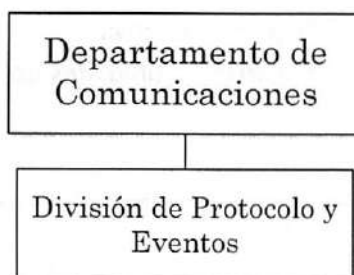 Departamento de
Comunicaciones
División de Protocolo y
Eventos